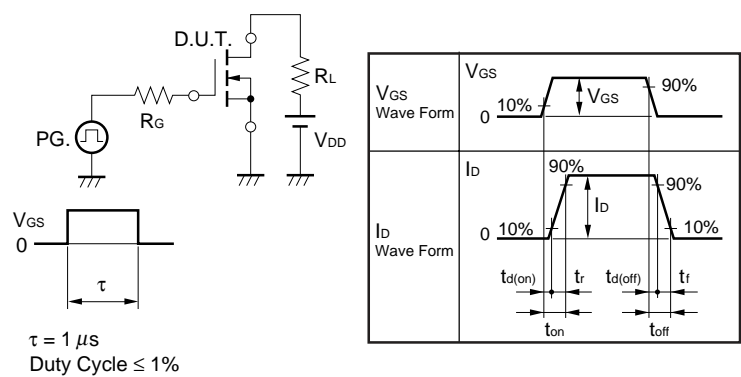 D.U.T.
RL
RG
PG.
VDD
VGS
0
τ
τ = 1 μs
Duty Cycle ≤ 1%
VGS
Wave Form
VGS
10%
0
VGS
90%
ID
Wave Form
ID
90%
90%
ID
0
10%
10%
td(on)
tr
td(off)
tf
ton
toff